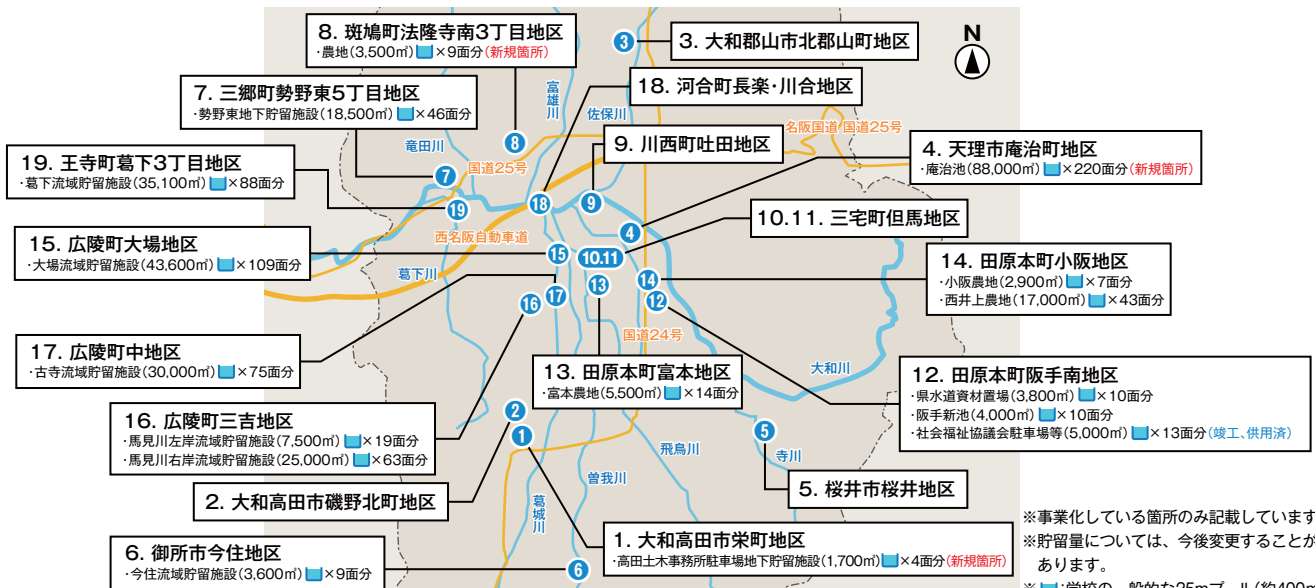 8. 斑鳩町法隆寺南3丁目地区
・農地(3,500㎥) ×9面分(新規箇所)
3
3. 大和郡山市北郡山町地区
N
7. 三郷町勢野東5丁目地区
・勢野東地下貯留施設(18,500㎥) ×46面分
富雄川
佐保川
18. 河合町長楽・川合地区
名阪国道 国道25号
竜田川
8
9. 川西町吐田地区
4. 天理市庵治町地区
・庵治池(88,000㎥) ×220面分(新規箇所)
19. 王寺町葛下3丁目地区
・葛下流域貯留施設(35,100㎥) ×88面分
国道25号
7
19
18
9
10.11. 三宅町但馬地区
15. 広陵町大場地区
・大場流域貯留施設(43,600㎥) ×109面分
西名阪自動車道
4
15
10.11
14. 田原本町小阪地区
・小阪農地(2,900㎥) ×7面分
・西井上農地(17,000㎥) ×43面分
葛下川
14
13
12
17
16
国道24号
17. 広陵町中地区
・古寺流域貯留施設(30,000㎥) ×75面分
13. 田原本町富本地区
・富本農地(5,500㎥) ×14面分
大和川
12. 田原本町阪手南地区
・県水道資材置場(3,800㎥) ×10面分
・阪手新池(4,000㎥) ×10面分
・社会福祉協議会駐車場等(5,000㎥) ×13面分(竣工、供用済)
16. 広陵町三吉地区
・馬見川左岸流域貯留施設(7,500㎥) ×19面分
・馬見川右岸流域貯留施設(25,000㎥) ×63面分
2
1
5
飛鳥川
寺川
曽我川
葛城川
2. 大和高田市磯野北町地区
5. 桜井市桜井地区
6. 御所市今住地区
・今住流域貯留施設(3,600㎥) ×9面分
6
1. 大和高田市栄町地区
・高田土木事務所駐車場地下貯留施設(1,700㎥) ×4面分(新規箇所)
※事業化している箇所のみ記載しています
※貯留量については、今後変更することが
あります。